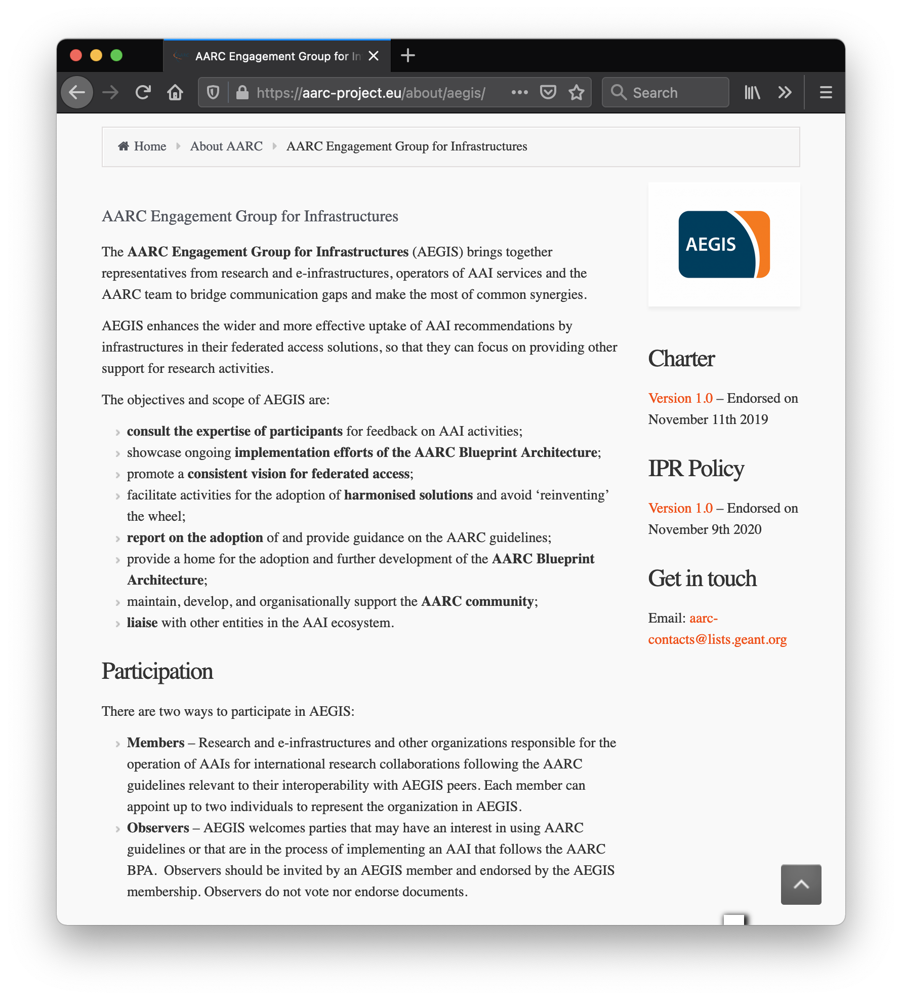 AARC Engagement Group for In
https://aarc-project.eu/about/aegis/
Search
Home
About AARC
AARC Engagement Group for Infrastructures
AARC Engagement Group for Infrastructures
The AARC Engagement Group for Infrastructures (AEGIS) brings together
representatives from research and e-infrastructures, operators of AAI services and the
AARC team to bridge communication gaps and make the most of common synergies.
AEGIS enhances the wider and more effective uptake of AAI recommendations by
infrastructures in their federated access solutions, so that they can focus on providing other
support for research activities.
The objectives and scope of AEGIS are:
consult the expertise of participants for feedback on AAI activities;
showcase ongoing implementation efforts of the AARC Blueprint Architecture;
promote a consistent vision for federated access;
facilitate activities for the adoption of harmonised solutions and avoid ‘reinventing’
the wheel;
report on the adoption of and provide guidance on the AARC guidelines;
provide a home for the adoption and further development of the AARC Blueprint
Architecture;
maintain, develop, and organisationally support the AARC community;
liaise with other entities in the AAI ecosystem.
Participation
There are two ways to participate in AEGIS:
Members – Research and e-infrastructures and other organizations responsible for the
operation of AAIs for international research collaborations following the AARC
guidelines relevant to their interoperability with AEGIS peers. Each member can
appoint up to two individuals to represent the organization in AEGIS.
Observers – AEGIS welcomes parties that may have an interest in using AARC
guidelines or that are in the process of implementing an AAI that follows the AARC
BPA.  Observers should be invited by an AEGIS member and endorsed by the AEGIS
membership. Observers do not vote nor endorse documents.
AEGIS
Charter
Version 1.0 – Endorsed on
November 11th 2019
IPR Policy
Version 1.0 – Endorsed on
November 9th 2020
Get in touch
Email: aarc-
contacts@lists.geant.org